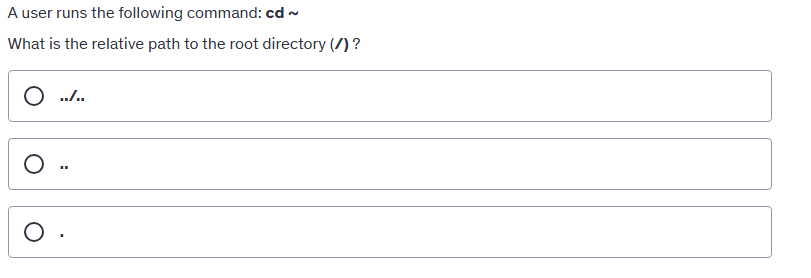 A user runs the following command: cd ~
What is the relative path to the root directory (/) ?
../..
..
.